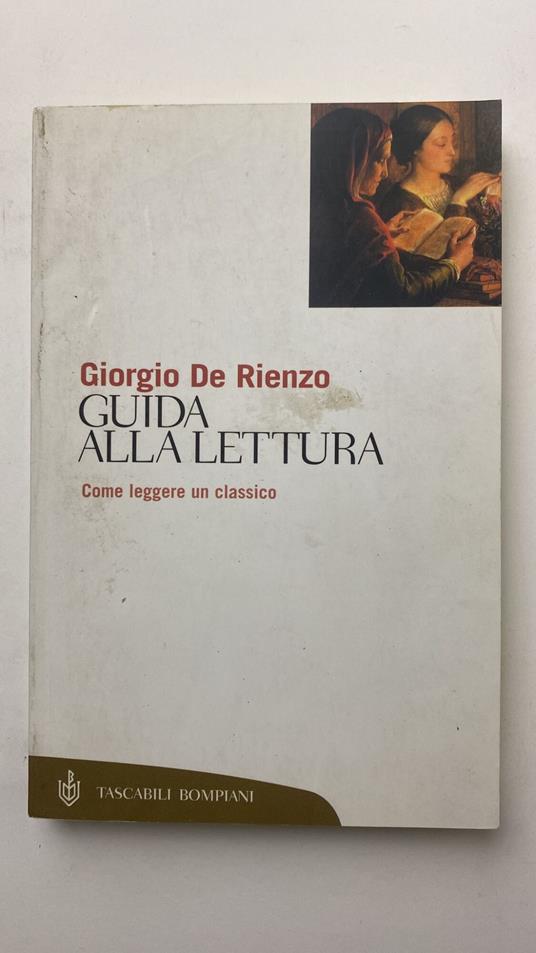 Giorgio De Rienzo
GUIDA
ALLA LETTURA
Come leggere un classico
TASCABILI BOMPIANI